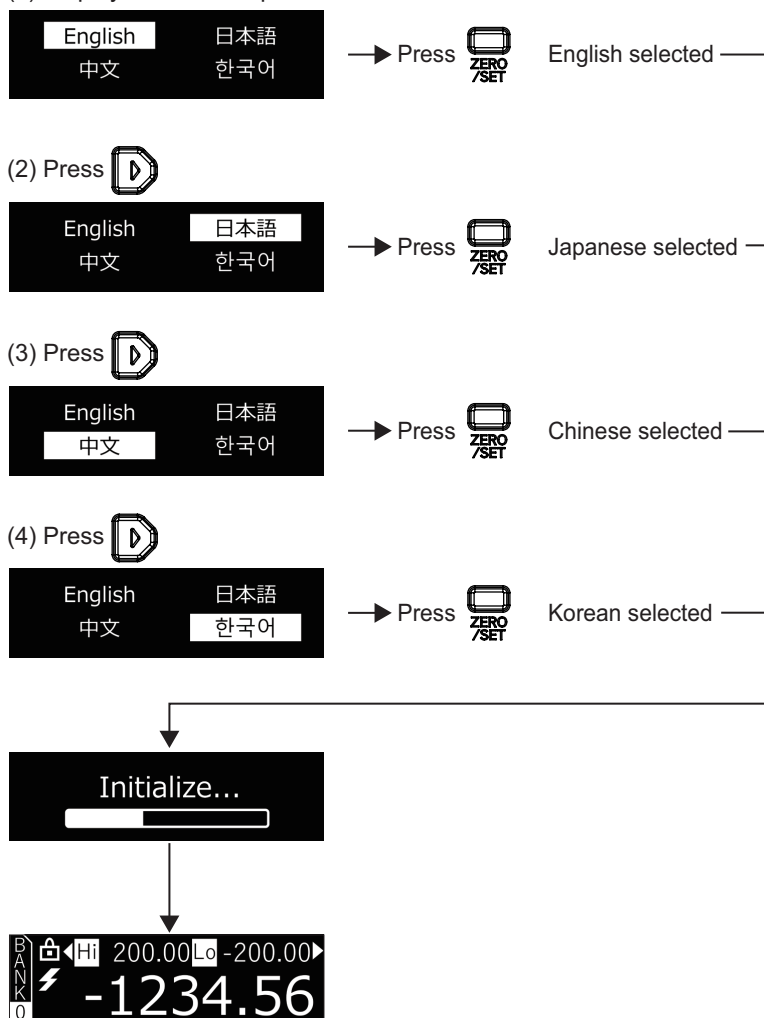 English 日本語
中文 한국어
Press ZERO /SET English selected
(2) Press
English 日本語
中文 한국어
Press ZERO /SET Japanese selected
(3) Press
English 日本語
中文 한국어
Press ZERO /SET Chinese selected
(4) Press
English 日本語
中文 한국어
Press ZERO /SET Korean selected
Initialize...
BANK 0 Hi 200.00 Lo -200.00
-1234.56